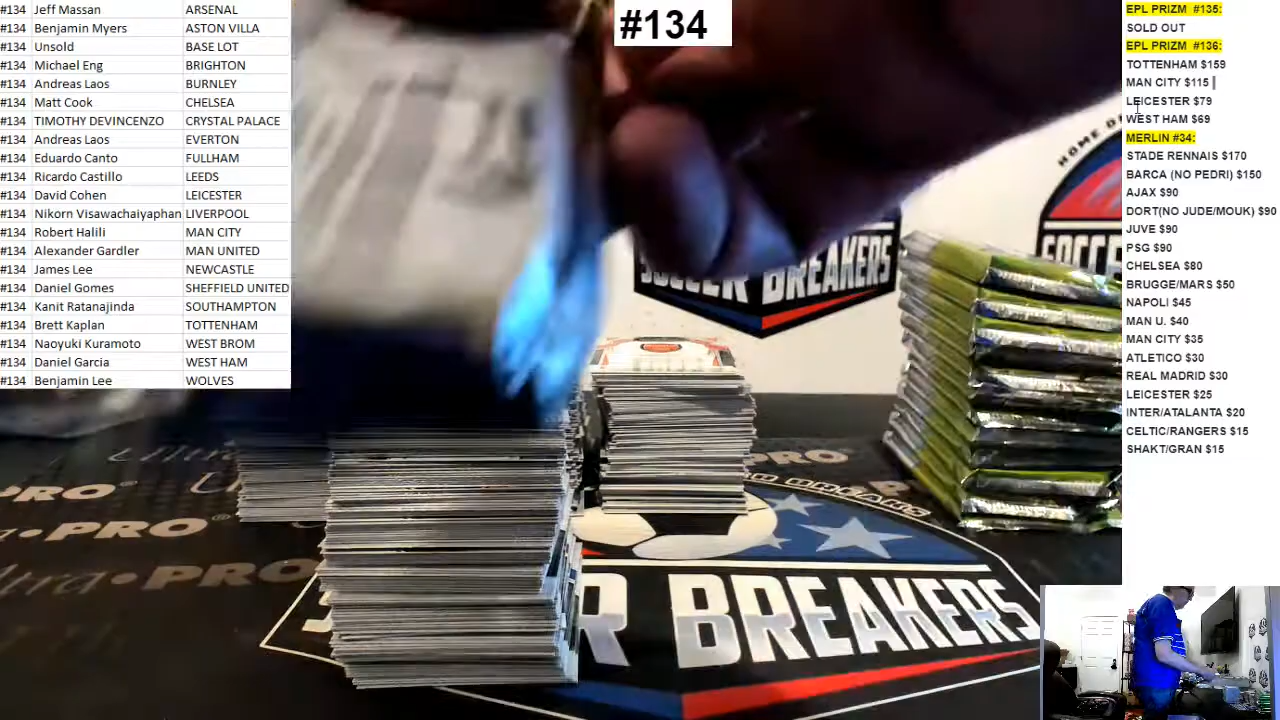 #134 Jeff Massan ARSENAL
#134 Benjamin Myers ASTON VILLA
#134 Unsold BASE LOT
#134 Michael Eng BRIGHTON
#134 Andreas Laos BURNLEY
#134 Matt Cook CHELSEA
#134 TIMOTHY DEVINCENZO CRYSTAL PALACE
#134 Andreas Laos EVERTON
#134 Eduardo Canto FULLHAM
#134 Ricardo Castillo LEEDS
#134 David Cohen LEICESTER
#134 Nikorn Visawachaiyaphan LIVERPOOL
#134 Robert Halili MAN CITY
#134 Alexander Gardler MAN UNITED
#134 James Lee NEWCASTLE
#134 Daniel Gomes SHEFFIELD UNITED
#134 Kanit Ratanajinda SOUTHAMPTON
#134 Brett Kaplan TOTTENHAM
#134 Naoyuki Kuramoto WEST BROM
#134 Daniel Garcia WEST HAM
#134 Benjamin Lee WOLVES
#134
EPL PRIZM #135:
SOLD OUT
EPL PRIZM #136:
TOTTENHAM $159
MAN CITY $115
LEICESTER $79
WEST HAM $69
MERLIN #34:
STADE RENNAIS $170
BARCA (NO PEDRI) $150
AJAX $90
DORT(NO JUDE/MOUK) $90
JUVE $90
PSG $90
CHELSEA $80
BRUGGE/MARS $50
NAPOLI $45
MAN U. $40
MAN CITY $35
ATLETICO $30
REAL MADRID $30
LEICESTER $25
INTER/ATALANTA $20
CELTIC/RANGERS $15
SHAKT/GRAN $15
HOME
SOCCER BREAKERS
SOCCER
PRO
PRO
Ultra PRO
Ultra PRO
R BREAKERS